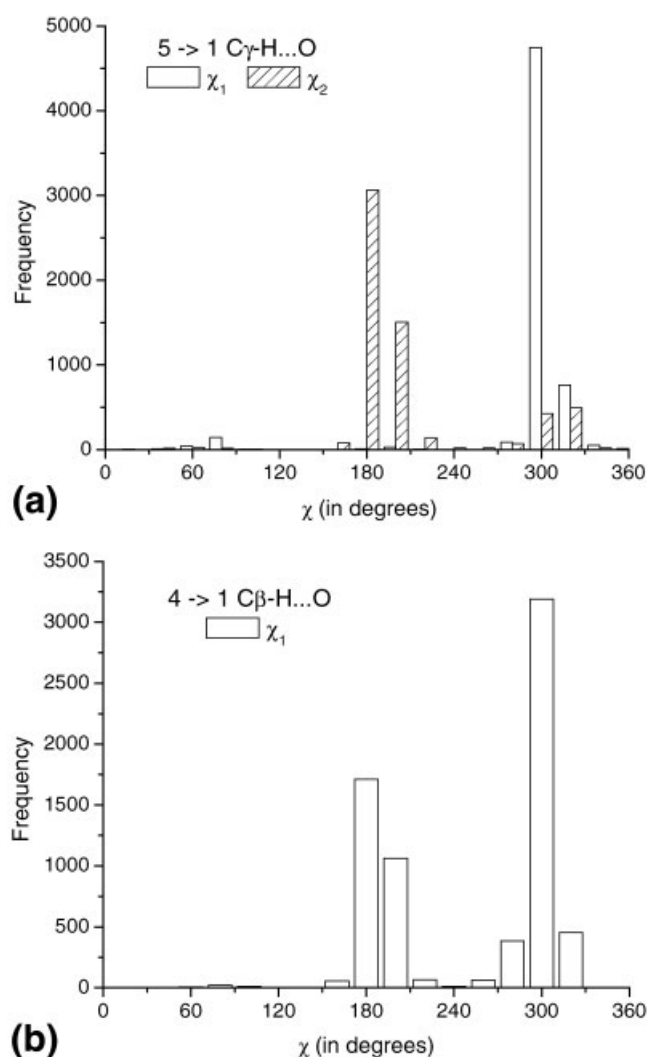 5000
5 -> 1 Cγ-H...O
χ1 χ2
4000
3000
2000
1000
0
Frequency
0 60 120 180 240 300 360
χ (in degrees)
(a)
3500
4 -> 1 Cβ-H...O
χ1
3000
2500
2000
1500
1000
500
0
Frequency
0 60 120 180 240 300 360
χ (in degrees)
(b)